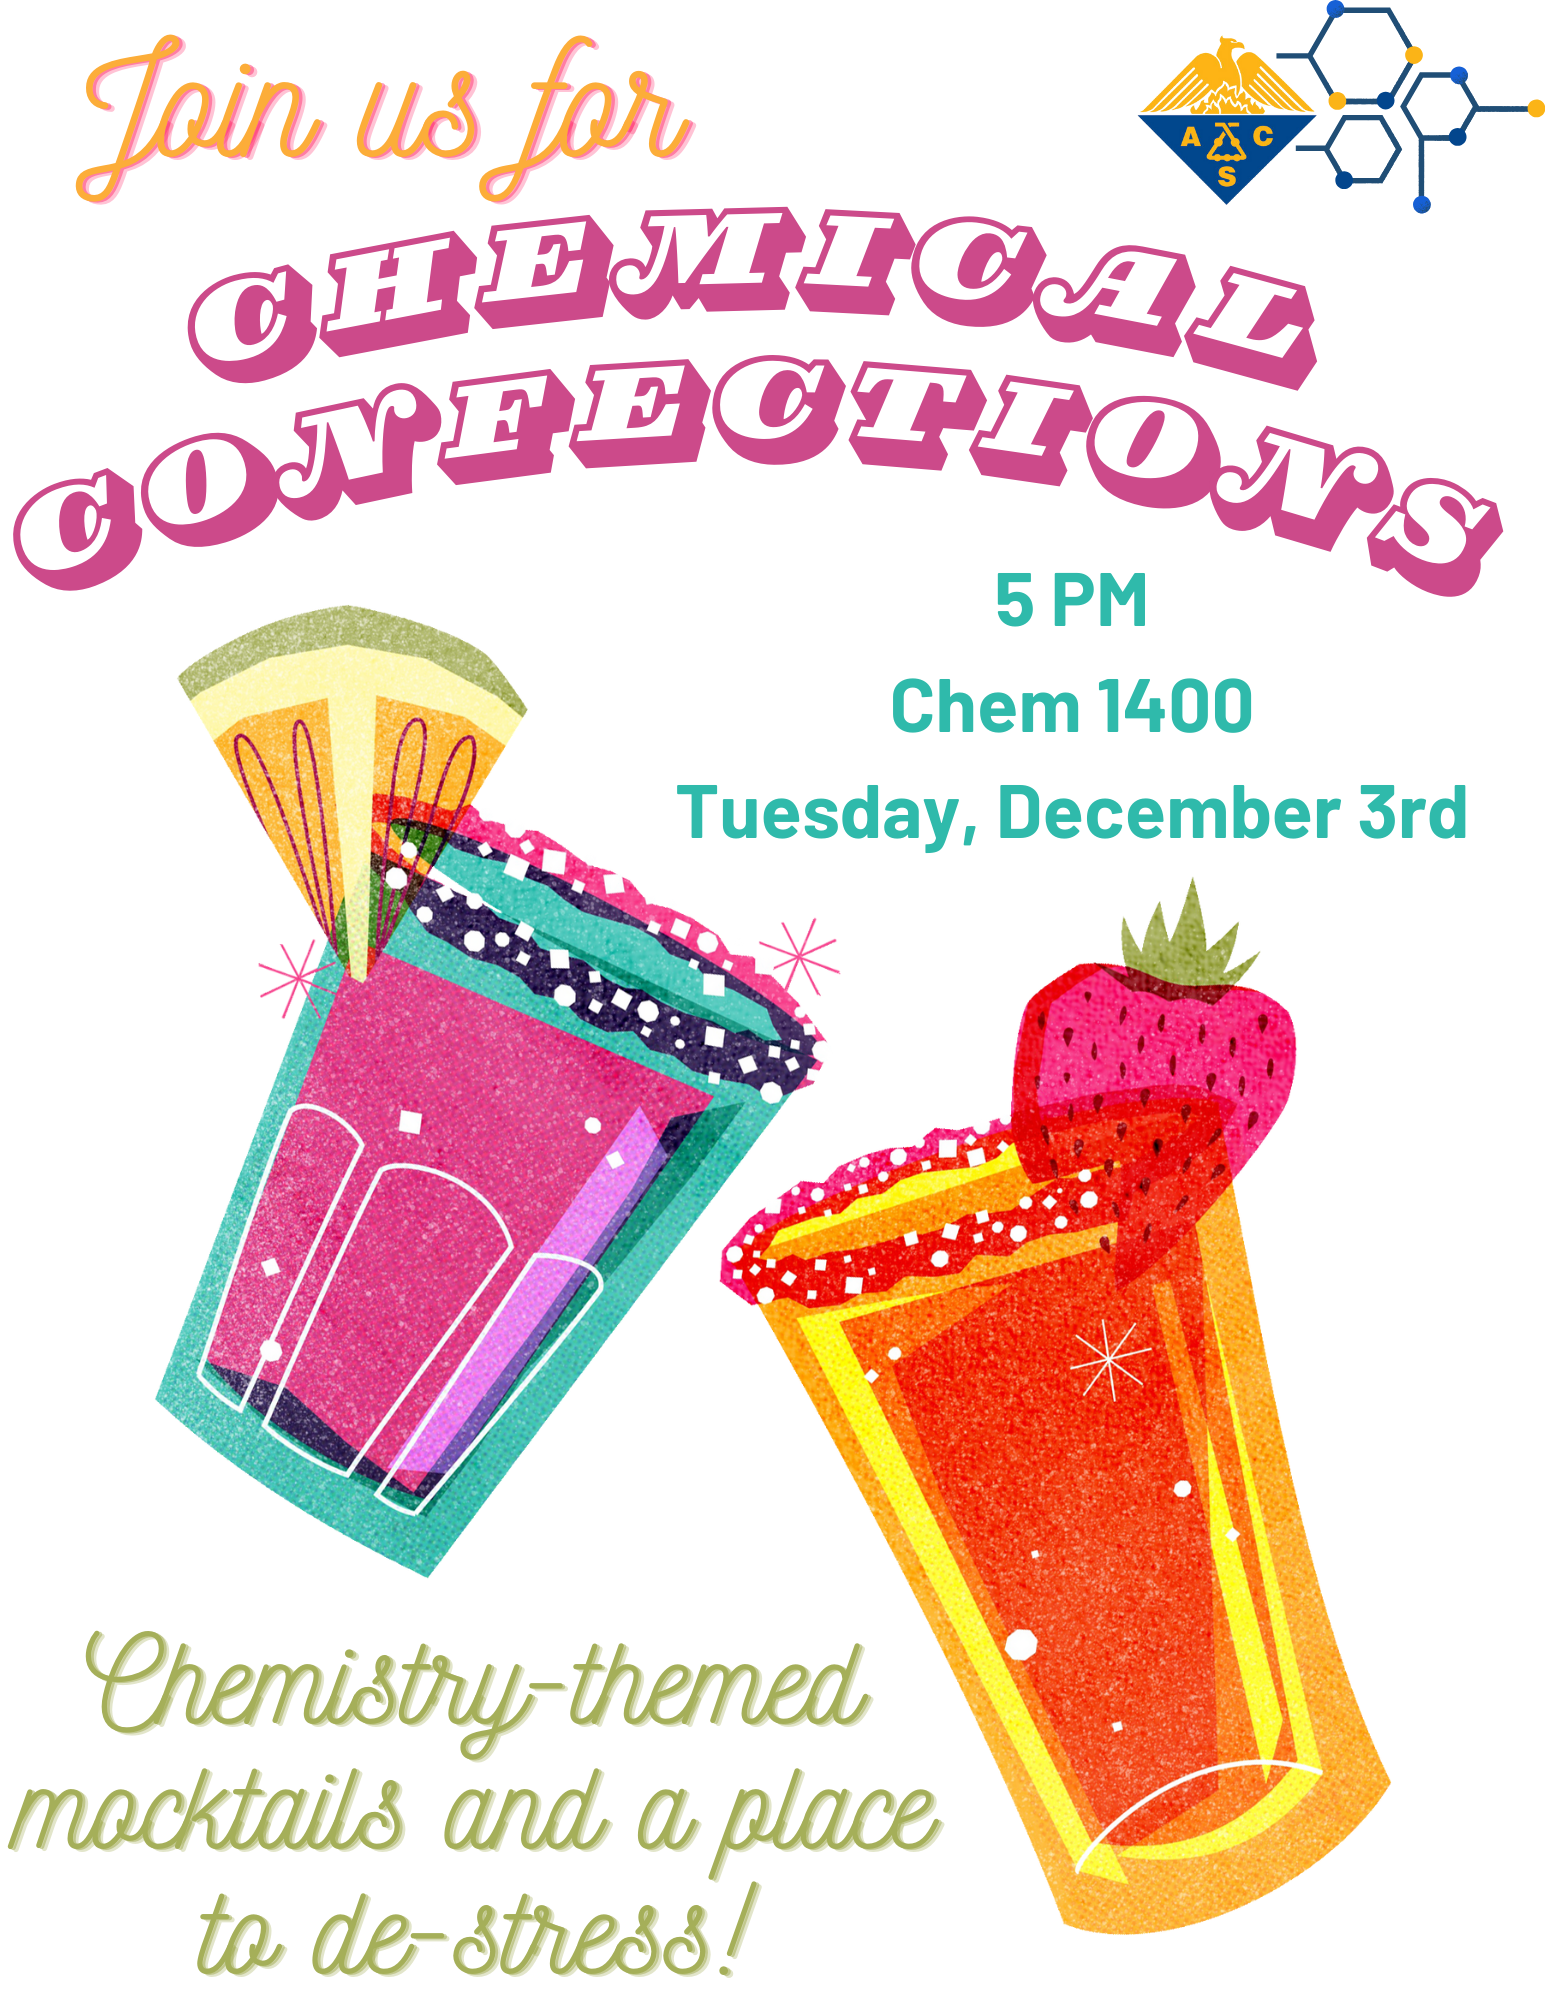 Join us for
A C
S
CHEMICAL
CONFECTIONS
5 PM
Chem 1400
Tuesday, December 3rd
Chemistry-themed
mocktails and a place
to de-stress!